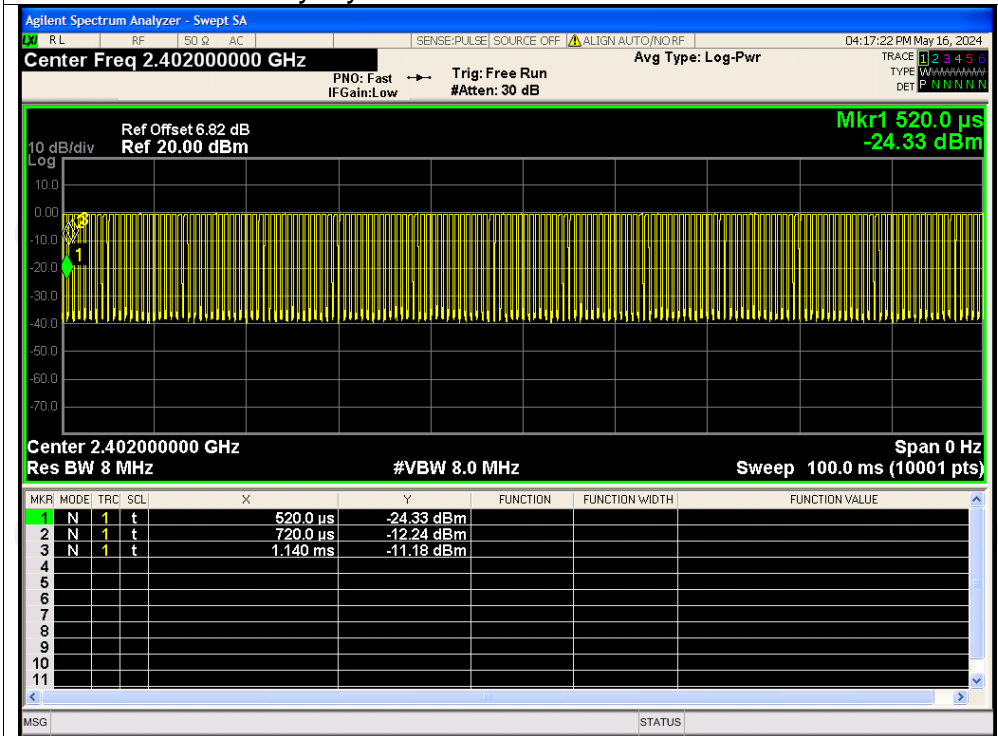 Agilent Spectrum Analyzer - Swept SA
LXI RL RF 50 Ω AC SENSE:PULSE SOURCE OFF ALIGN AUTO/NO RF 04:17:22 PM May 16, 2024
Center Freq 2.402000000 GHz Avg Type: Log-Pwr TRACE 1 2 3 4 5 6
PNO: Fast Trig: Free Run TYPE
IFGain:Low #Atten: 30 dB DET P N N N N N
Mkr1 520.0 µs
Ref Offset 6.82 dB
10 dB/div Ref 20.00 dBm -24.33 dBm
Log
10.0
0.00
-10.0
1
-20.0
-30.0
-40.0
-50.0
-60.0
-70.0
Center 2.402000000 GHz Span 0 Hz
Res BW 8 MHz #VBW 8.0 MHz Sweep 100.0 ms (10001 pts)
MKR MODE TRC SCL X Y FUNCTION FUNCTION WIDTH FUNCTION VALUE
1 N 1 t 520.0 µs -24.33 dBm
2 N 1 t 720.0 µs -12.24 dBm
3 N 1 t 1.140 ms -11.18 dBm
4
5
6
7
8
9
10
11
MSG STATUS